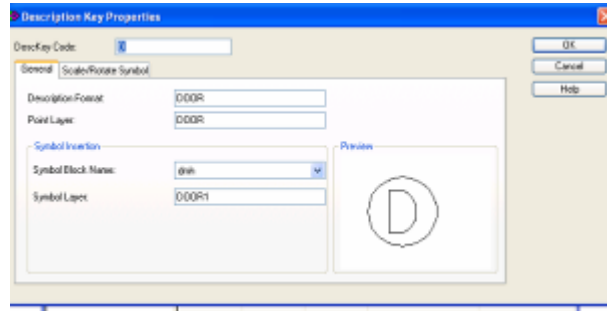 Description Key Properties
DescKey Code:
OK
General Scale/Rotate Symbol
Cancel
Help
Description Format: DOOR
Point Layer: DOOR
Symbol Insertion
Preview
Symbol Block Name:
Symbol Layer: DOOR1
D